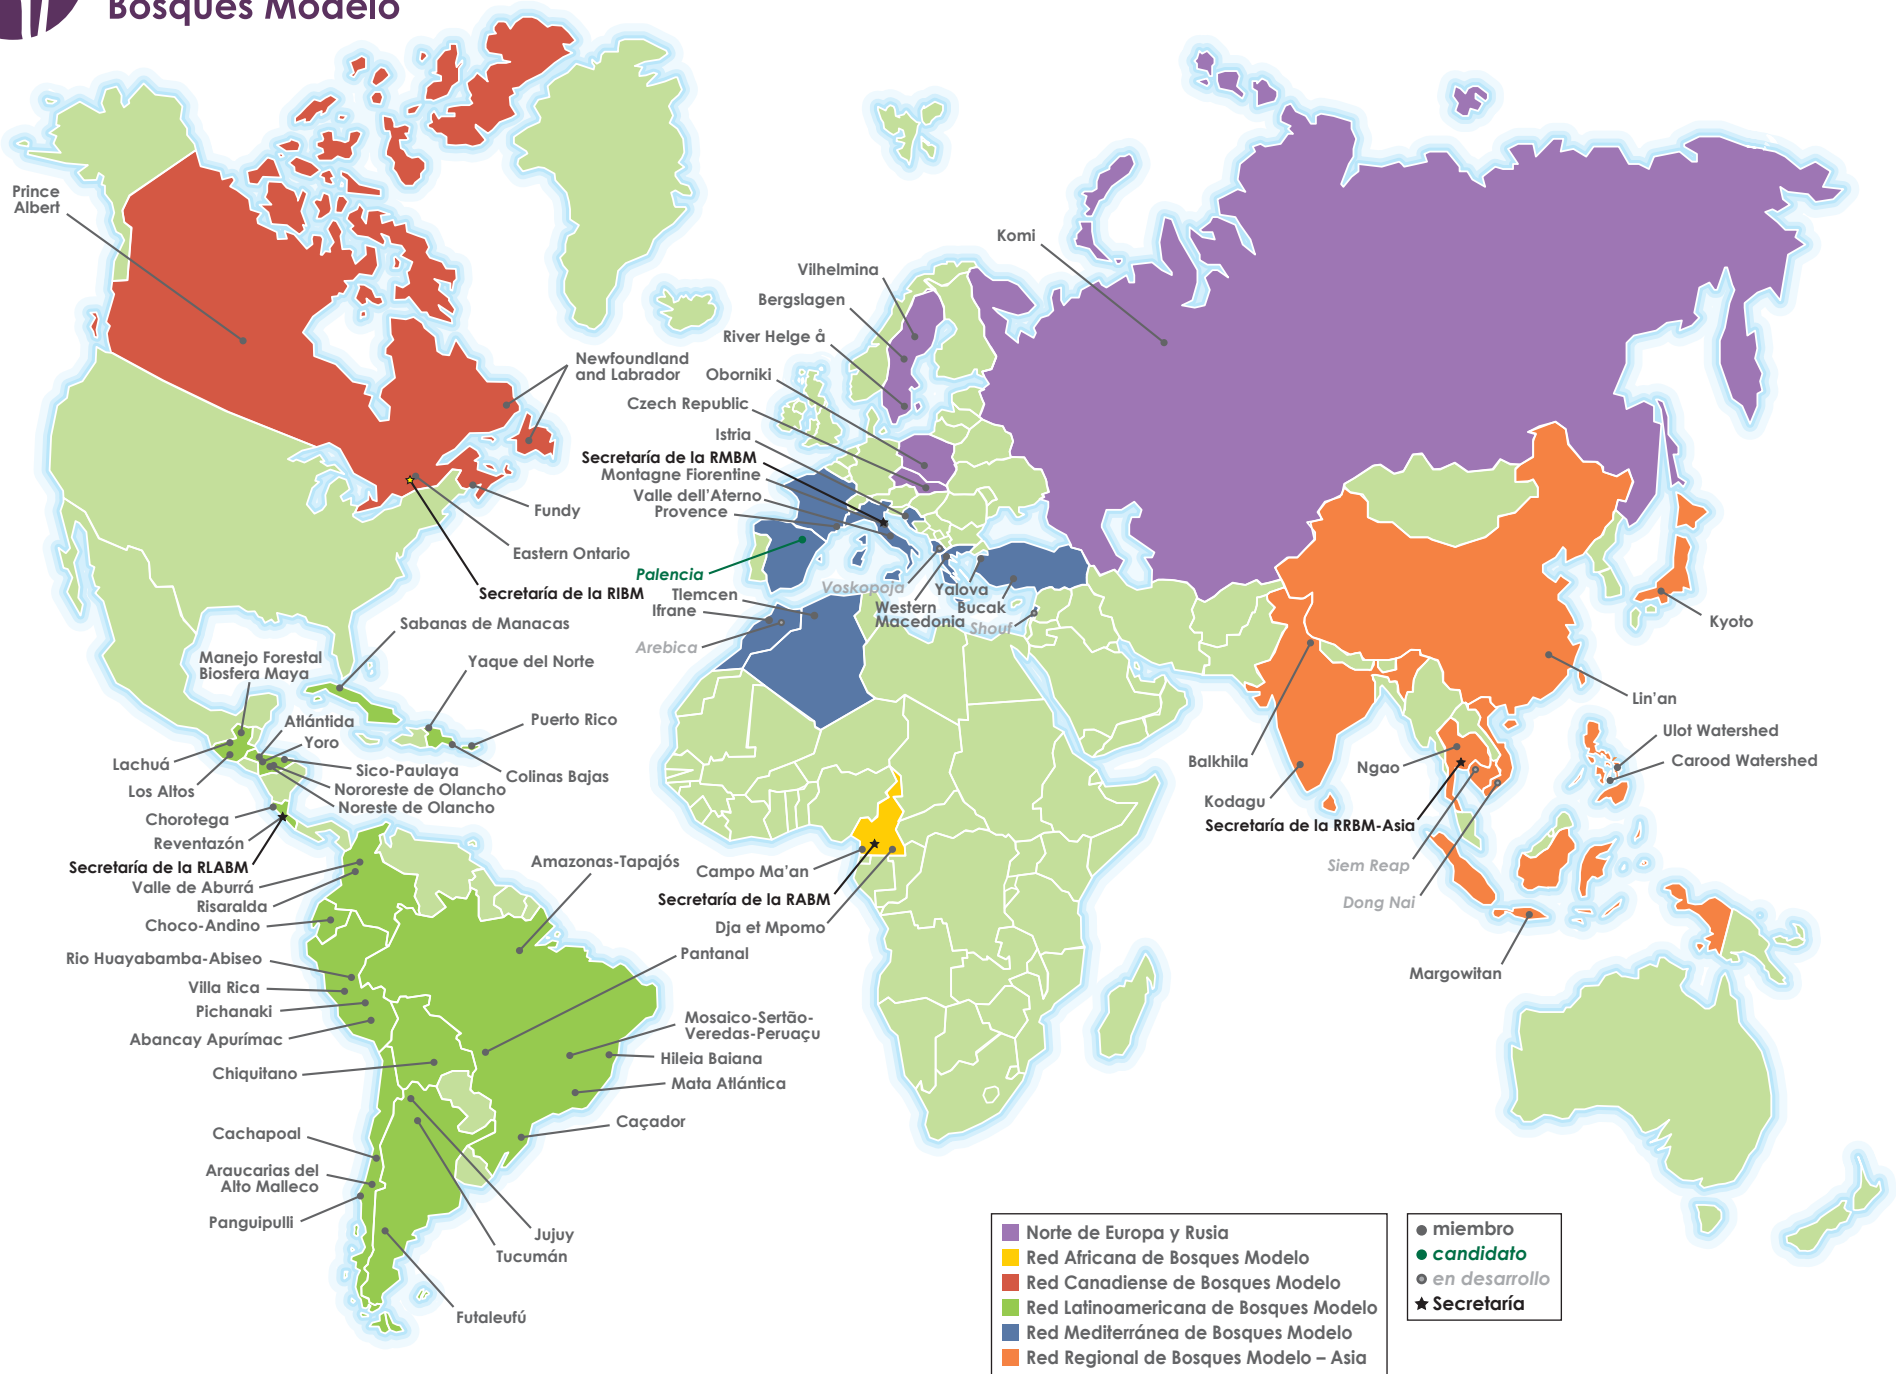 Bosques Modelo
Prince
Albert
Newfoundland
and Labrador
Fundy
Eastern Ontario
Secretaría de la RIBM
Sabanas de Manacas
Manejo Forestal
Biosfera Maya
Yaque del Norte
Atlántida
Puerto Rico
Yoro
Lachuá
Sico-Paulaya
Colinas Bajas
Los Altos
Nororeste de Olancho
Noreste de Olancho
Chorotega
Reventazón
Secretaría de la RLABM
Valle de Aburrá
Risaralda
Choco-Andino
Rio Huayabamba-Abiseo
Villa Rica
Pichanaki
Abancay Apurímac
Chiquitano
Cachapoal
Araucarias del
Alto Malleco
Panguipulli
Amazonas-Tapajós
Pantanal
Mosaico-Sertão-
Veredas-Peruaçu
Hileia Baiana
Mata Atlántica
Caçador
Jujuy
Tucumán
Futaleufú
Komi
Vilhelmina
Bergslagen
River Helge å
Oborniki
Czech Republic
Istria
Secretaría de la RMBM
Montagne Fiorentine
Valle dell'Aterno
Provence
Palencia
Tlemcen
Ifrane
Arebica
Voskopoja
Yalova
Western
Macedonia
Bucak
Shouf
Campo Ma'an
Secretaría de la RABM
Dja et Mpomo
Kyoto
Lin'an
Ulot Watershed
Carood Watershed
Balkhila
Ngao
Kodagu
Secretaría de la RRBM-Asia
Siem Reap
Dong Nai
Margowitan
Norte de Europa y Rusia
Red Africana de Bosques Modelo
Red Canadiense de Bosques Modelo
Red Latinoamericana de Bosques Modelo
Red Mediterránea de Bosques Modelo
Red Regional de Bosques Modelo – Asia
miembro
candidato
en desarrollo
Secretaría